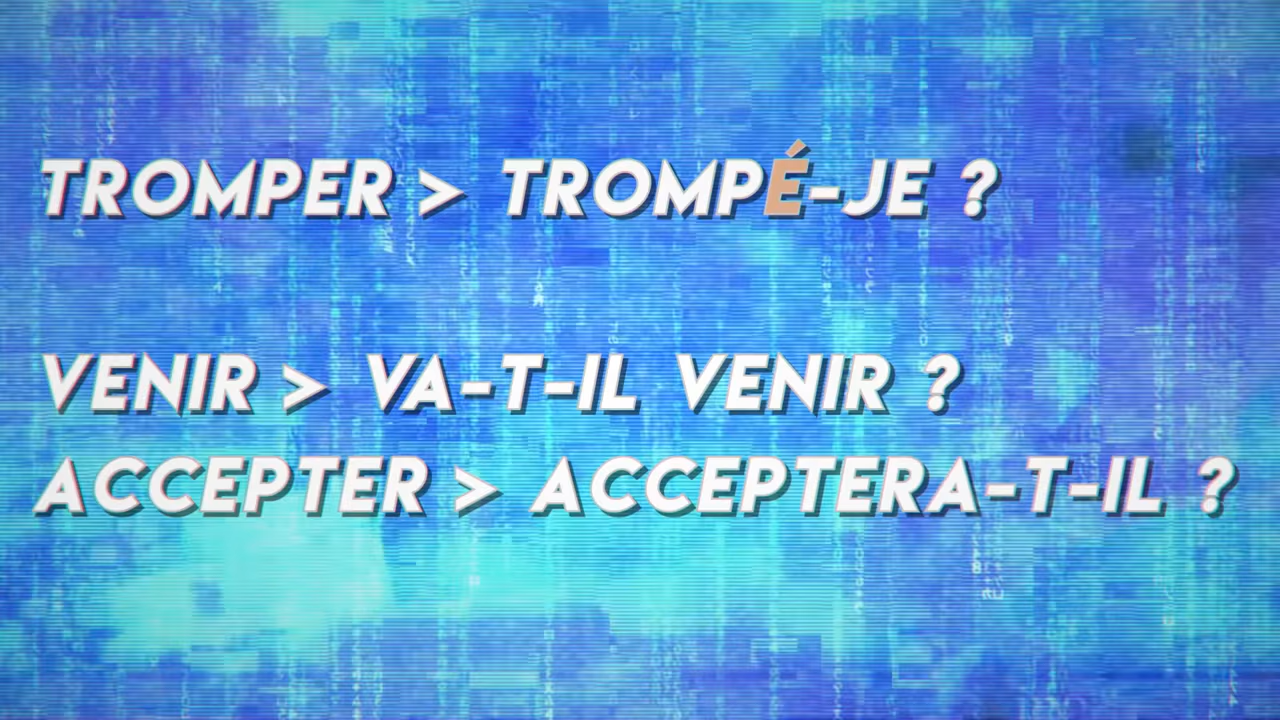 TROMPER > TROMPÉ-JE ?
VENIR > VA-T-IL VENIR ?
ACCEPTER > ACCEPTERA-T-IL ?